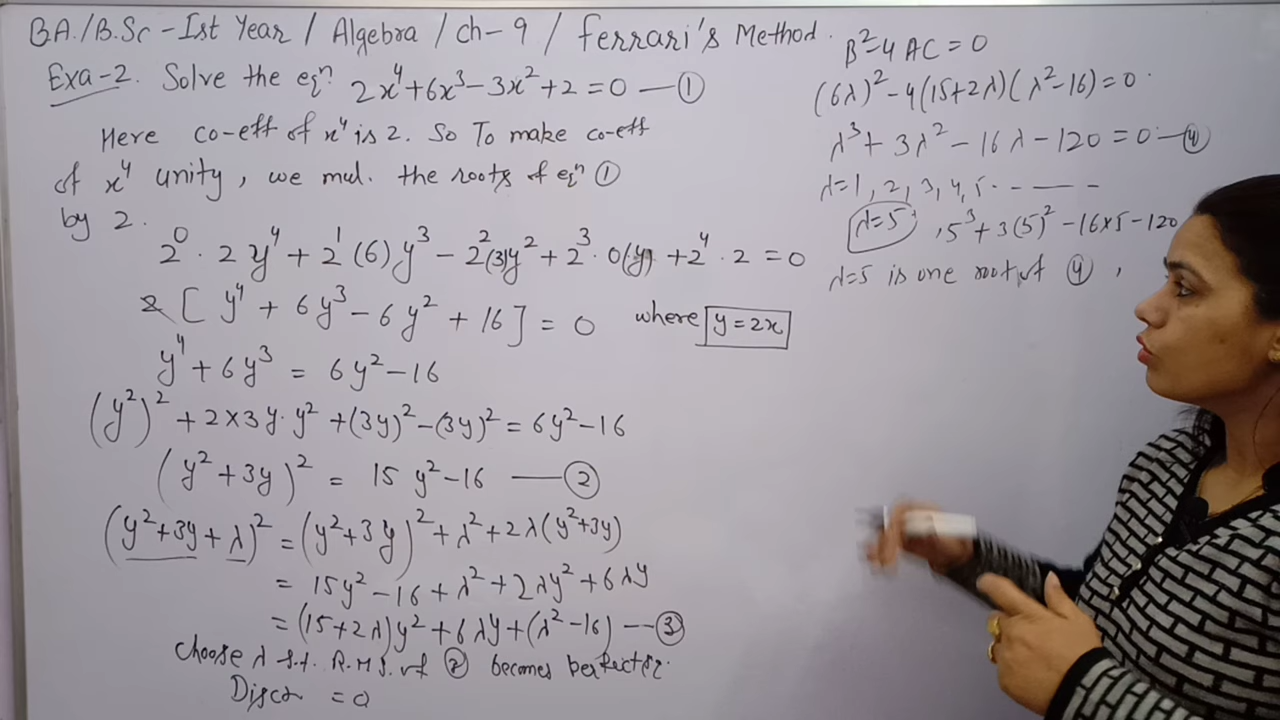 BA./B.Sc - Ist Year / Algebra / ch-9 / Ferrari's Method.
Exa-2. Solve the eqⁿ 2x⁴+6x³-3x²+2=0 —①
Here co-eff of x⁴ is 2. So To make co-eff
of x⁴ unity, we mul. the roots of eqⁿ ①
by 2.
2⁰·2y⁴+2¹(6)y³-2²(3)y²+2³·0(y)+2⁴·2=0
2[y⁴+6y³-6y²+16]=0 where y=2x
y⁴+6y³=6y²-16
(y²)²+2×3y·y²+(3y)²-(3y)²=6y²-16
(y²+3y)²=15y²-16 —②
(y²+3y+λ)²=(y²+3y)²+λ²+2λ(y²+3y)
=15y²-16+λ²+2λy²+6λy
=(15+2λ)y²+6λy+(λ²-16) —③
choose λ s.t. R.H.S. of ② becomes perfect sq.
Discr =0
B²-4AC=0
(6λ)²-4(15+2λ)(λ²-16)=0
λ³+3λ²-16λ-120=0 —④
λ=1,2,3,4,5------
λ=5, 5³+3(5)²-16×5-120
λ=5 is one root of ④,